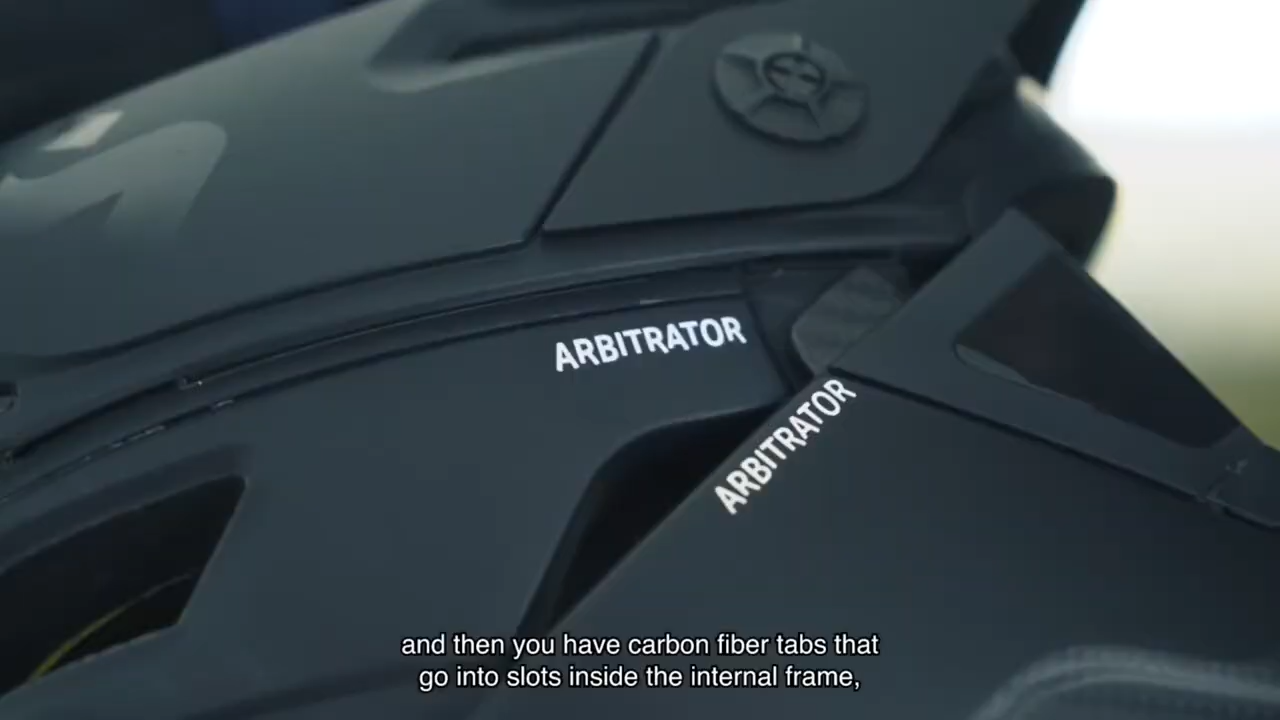 ARBITRATOR
ARBITRATOR
and then you have carbon fiber tabs that
go into slots inside the internal frame,